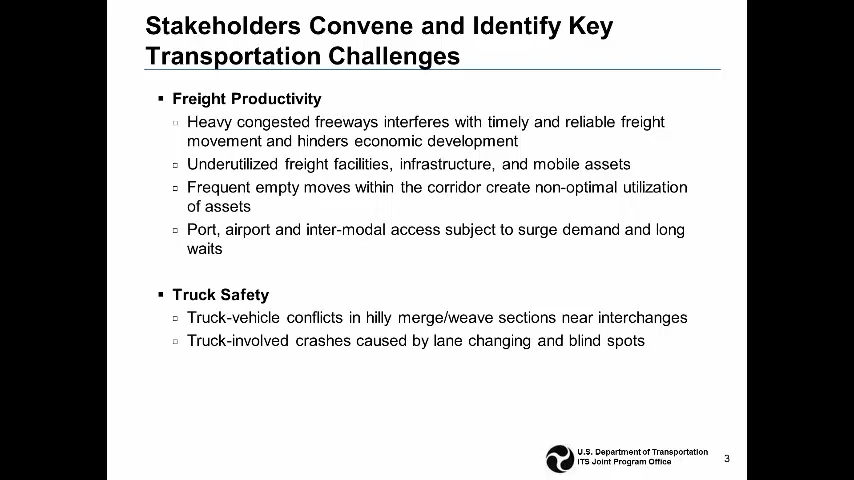 Stakeholders Convene and Identify Key
Transportation Challenges
▪ Freight Productivity
□ Heavy congested freeways interferes with timely and reliable freight
movement and hinders economic development
□ Underutilized freight facilities, infrastructure, and mobile assets
□ Frequent empty moves within the corridor create non-optimal utilization
of assets
□ Port, airport and inter-modal access subject to surge demand and long
waits
▪ Truck Safety
□ Truck-vehicle conflicts in hilly merge/weave sections near interchanges
□ Truck-involved crashes caused by lane changing and blind spots
U.S. Department of Transportation
ITS Joint Program Office
3